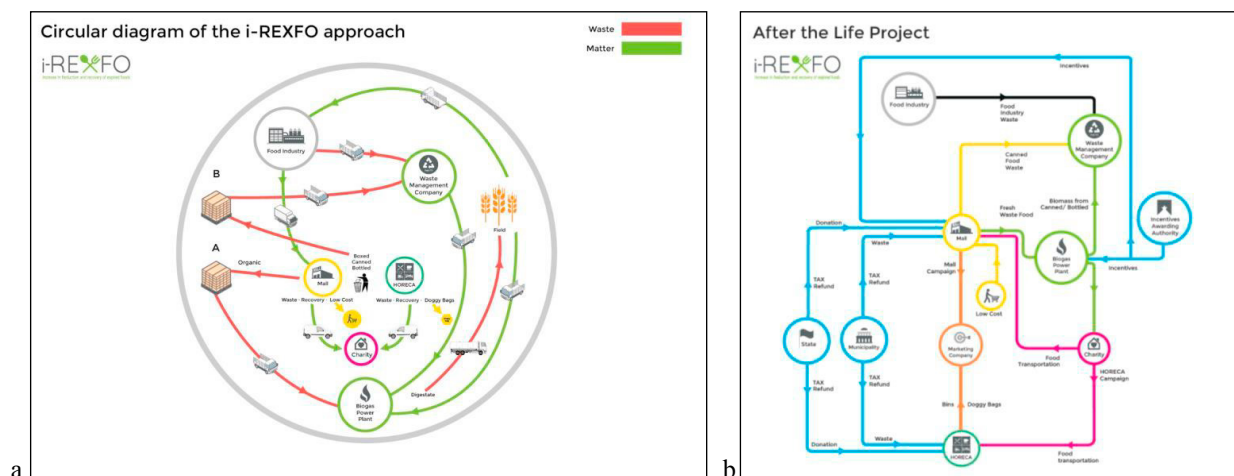 Circular diagram of the i-REXFO approach
Waste
Matter
i-REXFO
Food Industry
B
Waste
Management
Company
Field
A
Organic
Boxed
Canned
Bottled
Mall
HORECA
Waste - Recovery - Low Cost
Waste - Recovery - Doggy Bags
Charity
Biogas
Power
Plant
Digestate
a
After the Life Project
i-REXFO
Incentives
Food Industry
Food
Industry
Waste
Waste
Management
Company
Canned
Food
Waste
Fresh
Waste Food
Biomass from
Canned/ Bottled
Incentives
Awarding
Authority
Donation
Waste
Mall
Biogas
Power
Plant
Incentives
Mall
Campaign
TAX
Refund
TAX
Refund
Low Cost
State
Municipality
Marketing
Company
Charity
Food
Transportation
HORECA
Campaign
TAX
Refund
TAX
Refund
Bins
Doggy Bags
Waste
Donation
HORECA
Food
transportation
b